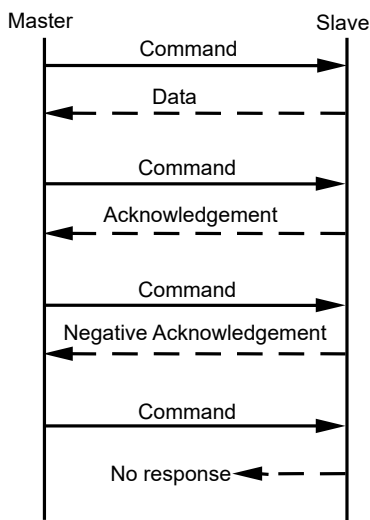 Master
Slave
Command
Data
Command
Acknowledgement
Command
Negative Acknowledgement
Command
No response